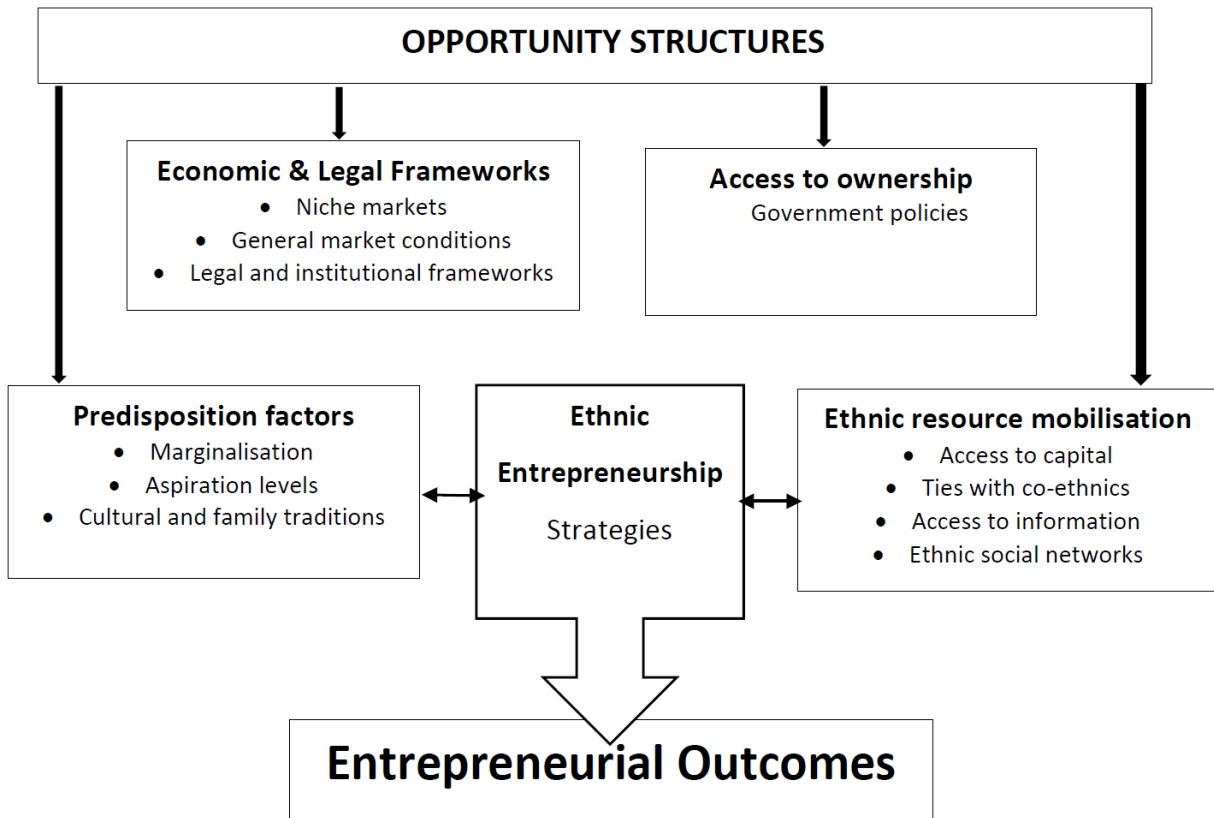 OPPORTUNITY STRUCTURES
Economic & Legal Frameworks
• Niche markets
• General market conditions
• Legal and institutional frameworks
Access to ownership
Government policies
Predisposition factors
• Marginalisation
• Aspiration levels
• Cultural and family traditions
Ethnic
Entrepreneurship
Strategies
Ethnic resource mobilisation
• Access to capital
• Ties with co-ethnics
• Access to information
• Ethnic social networks
Entrepreneurial Outcomes